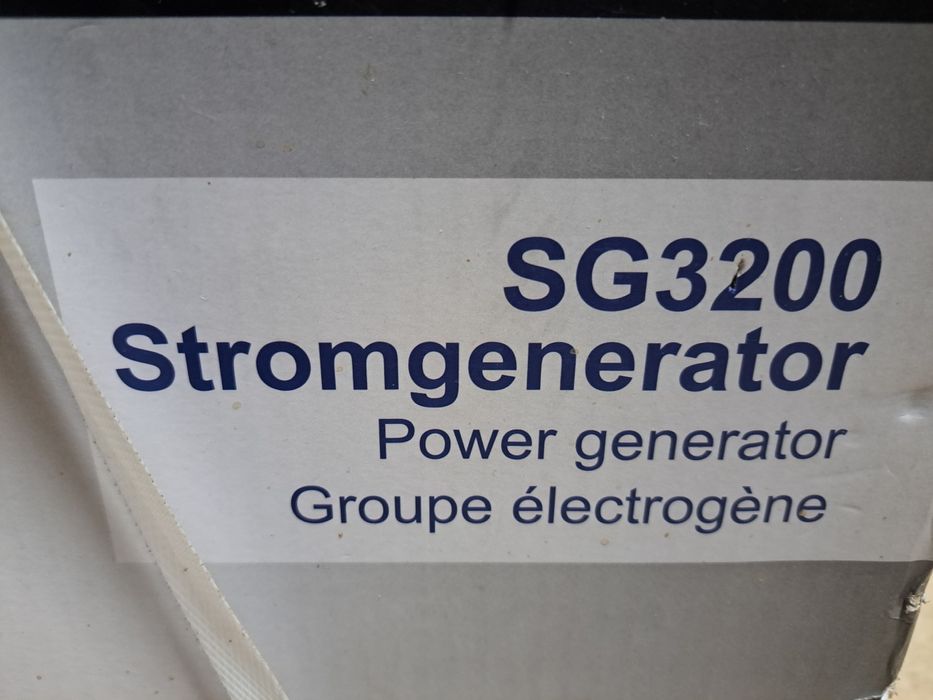 SG3200
Stromgenerator
Power generator
Groupe électrogène